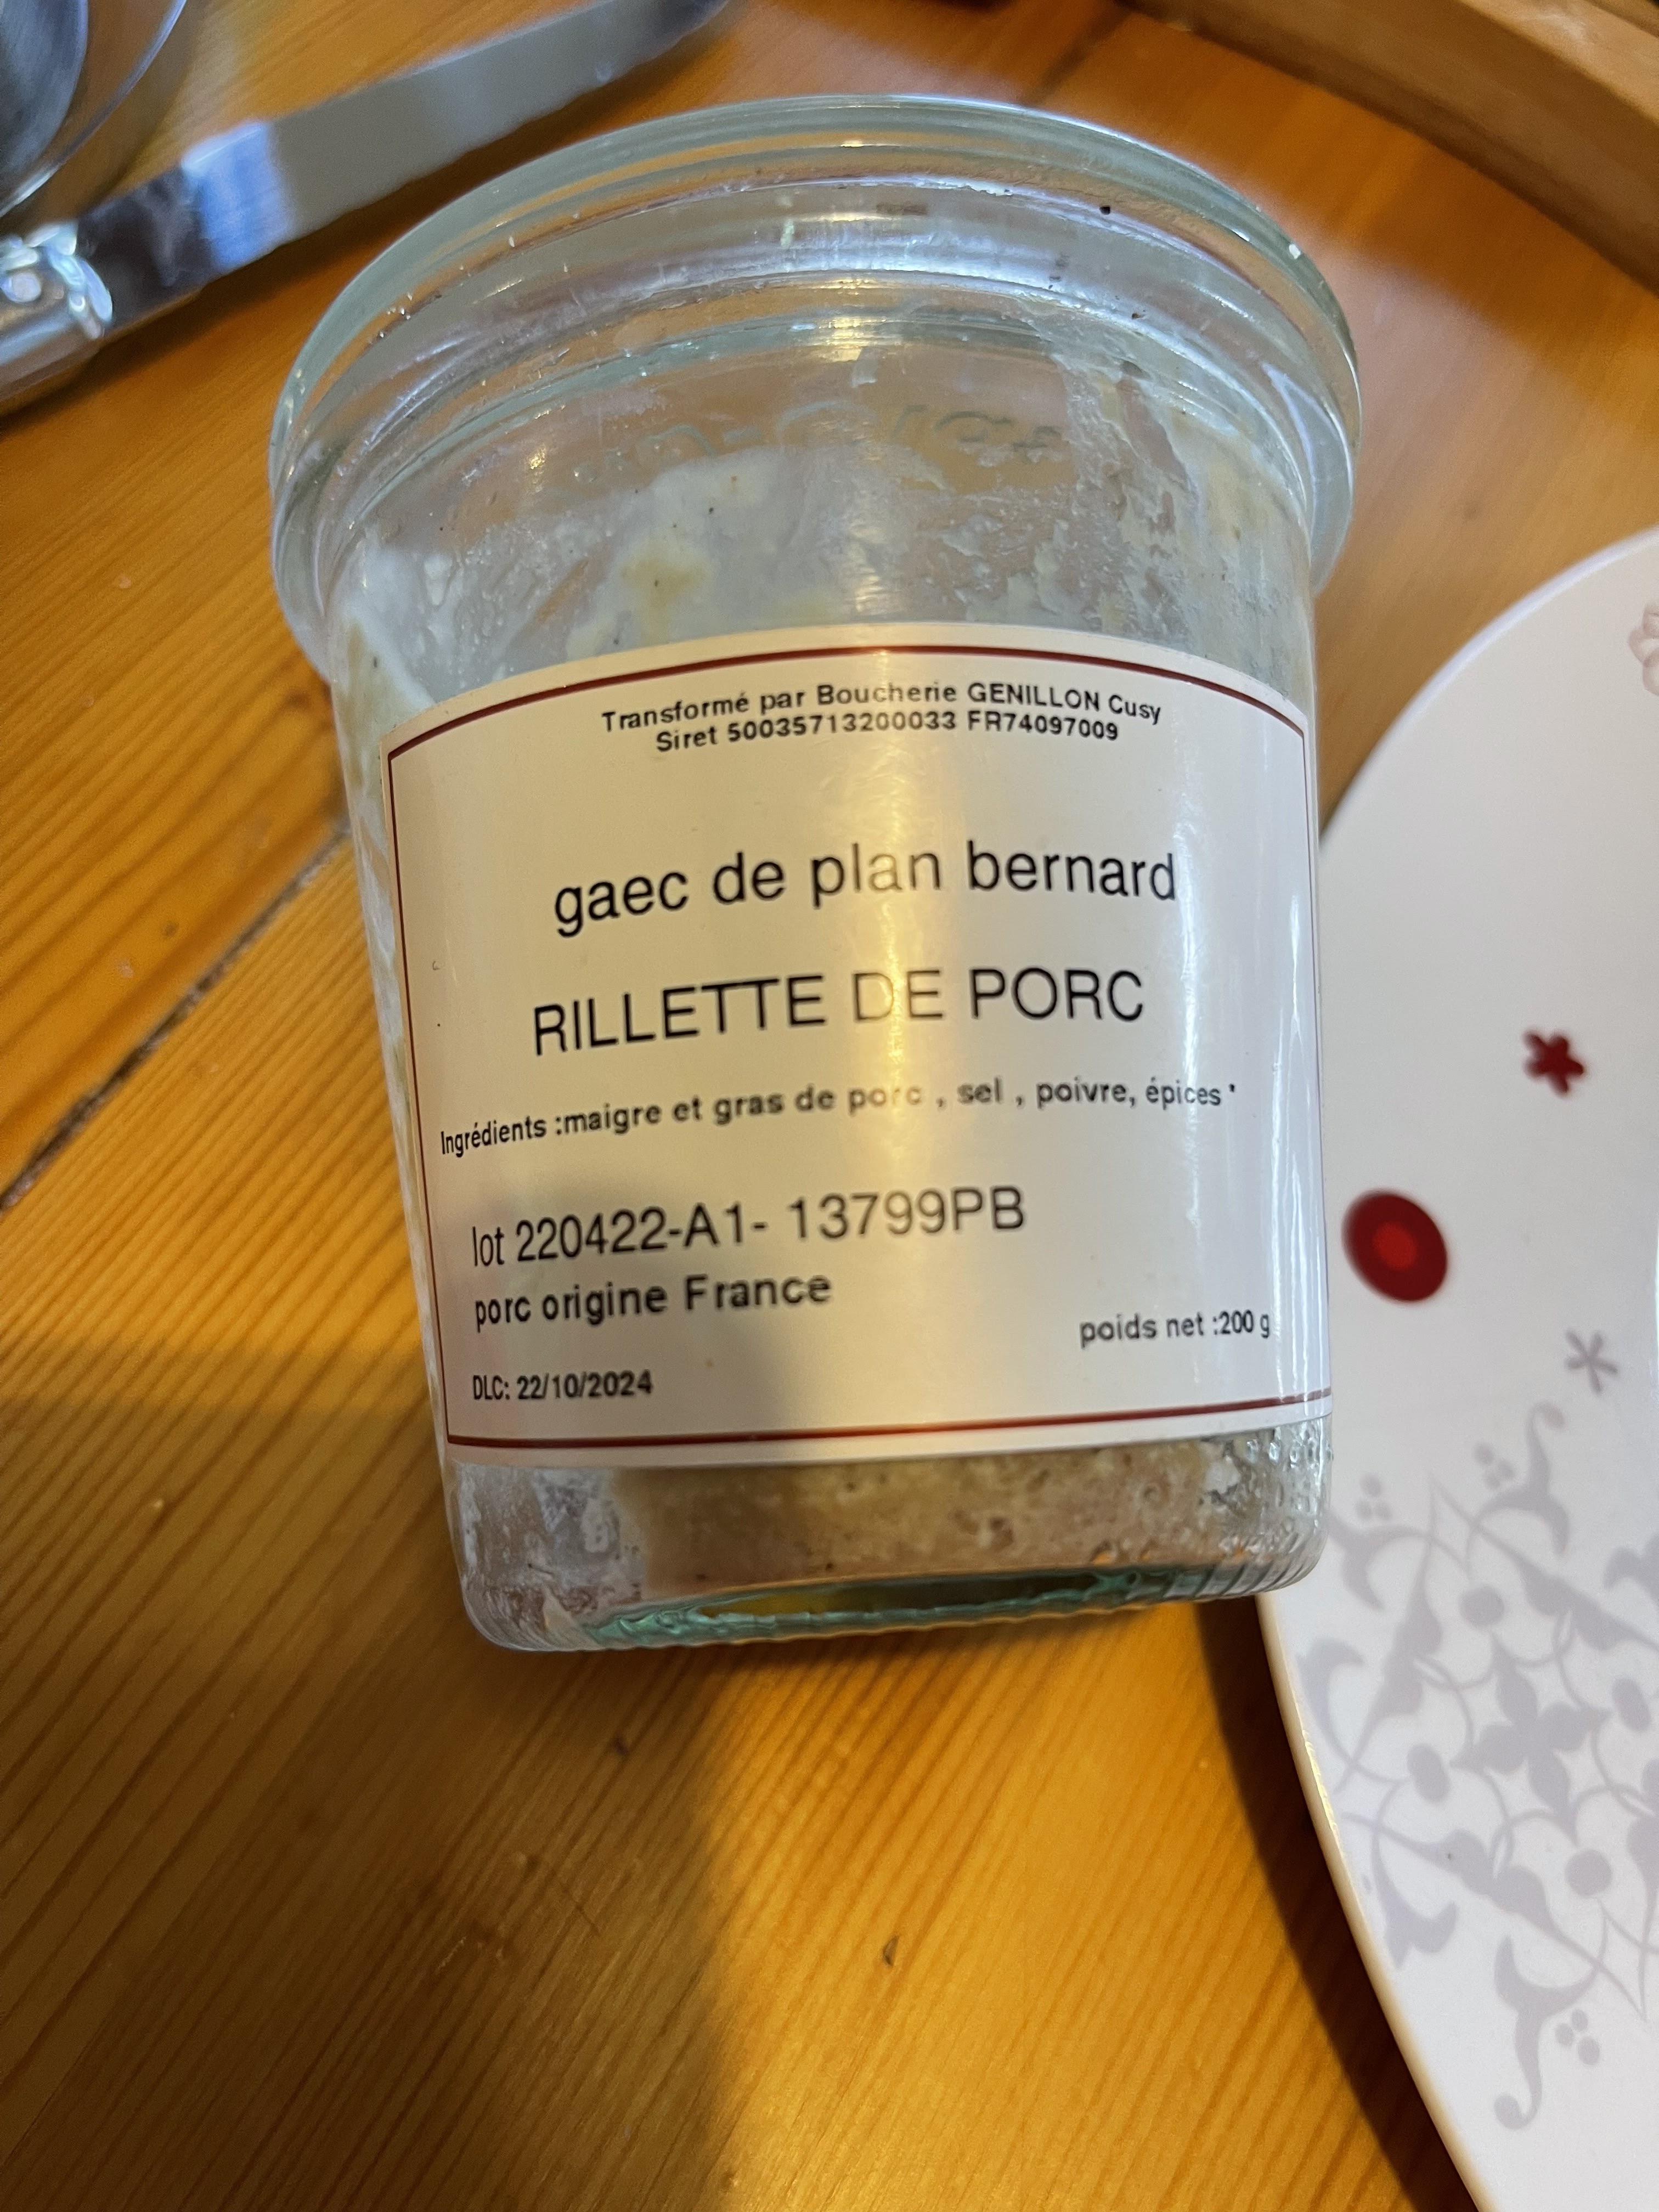 Transformé par Boucherie GENILLON Cusy
Siret 50035713200033 FR74097009
gaec de plan bernard
RILLETTE DE PORC
Ingrédients :maigre et gras de porc , sel , poivre, épices
lot 220422-A1- 13799PB
porc origine France
poids net :200 g
DLC: 22/10/2024